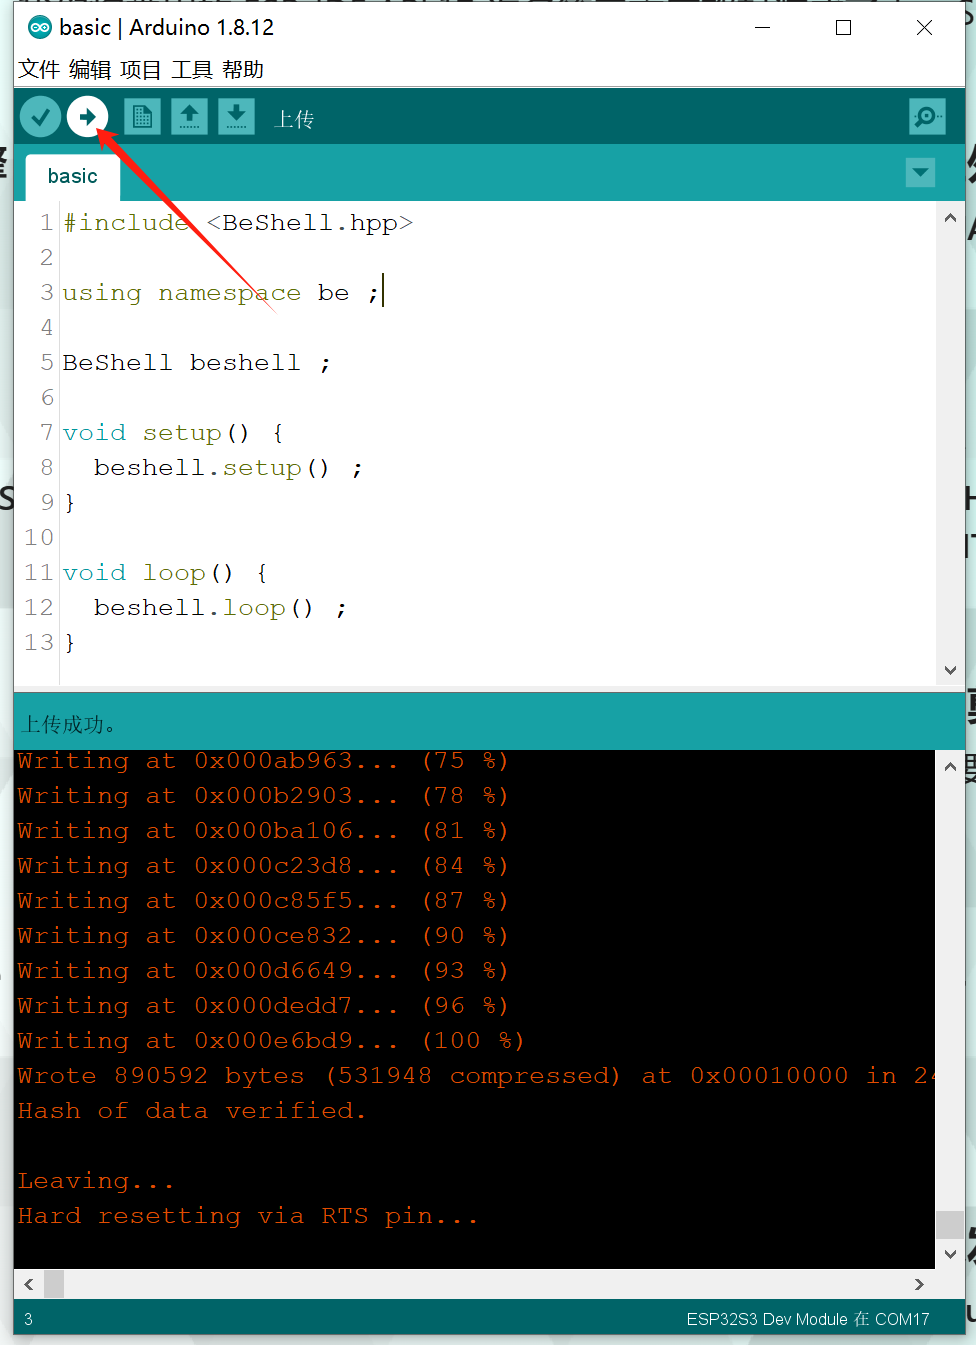 basic | Arduino 1.8.12
文件 编辑 项目 工具 帮助
上传
basic
1 #include <BeShell.hpp>
2
3 using namespace be ;
4
5 BeShell beshell ;
6
7 void setup() {
8   beshell.setup() ;
9 }
10
11 void loop() {
12   beshell.loop() ;
13 }
上传成功。
Writing at 0x000ab963... (75 %)
Writing at 0x000b2903... (78 %)
Writing at 0x000ba106... (81 %)
Writing at 0x000c23d8... (84 %)
Writing at 0x000c85f5... (87 %)
Writing at 0x000ce832... (90 %)
Writing at 0x000d6649... (93 %)
Writing at 0x000dedd7... (96 %)
Writing at 0x000e6bd9... (100 %)
Wrote 890592 bytes (531948 compressed) at 0x00010000 in
Hash of data verified.
Leaving...
Hard resetting via RTS pin...
3
ESP32S3 Dev Module 在 COM17